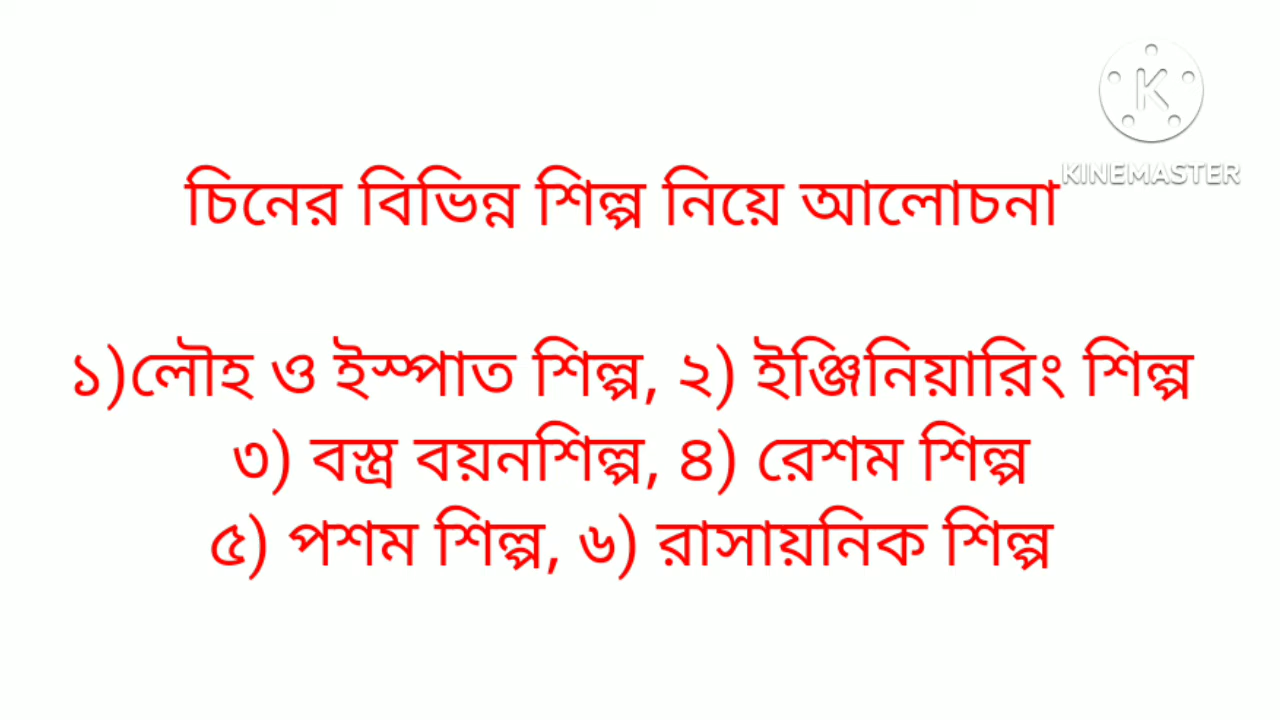 KINEMASTER
চিনের বিভিন্ন শিল্প নিয়ে আলোচনা
১)লৌহ ও ইস্পাত শিল্প, ২) ইঞ্জিনিয়ারিং শিল্প
৩) বস্ত্র বয়নশিল্প, ৪) রেশম শিল্প
৫) পশম শিল্প, ৬) রাসায়নিক শিল্প